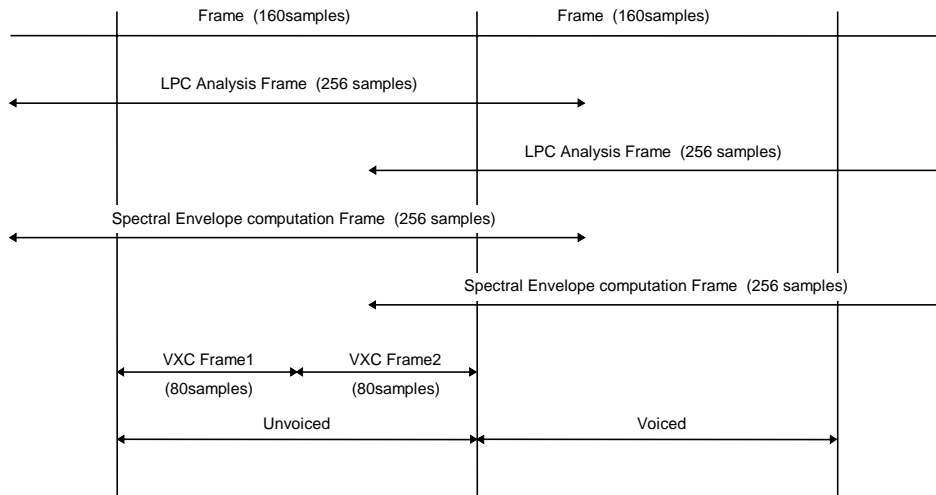 Frame (160samples)
Frame (160samples)
LPC Analysis Frame (256 samples)
LPC Analysis Frame (256 samples)
Spectral Envelope computation Frame (256 samples)
Spectral Envelope computation Frame (256 samples)
VXC Frame1
VXC Frame2
(80samples)
(80samples)
Unvoiced
Voiced